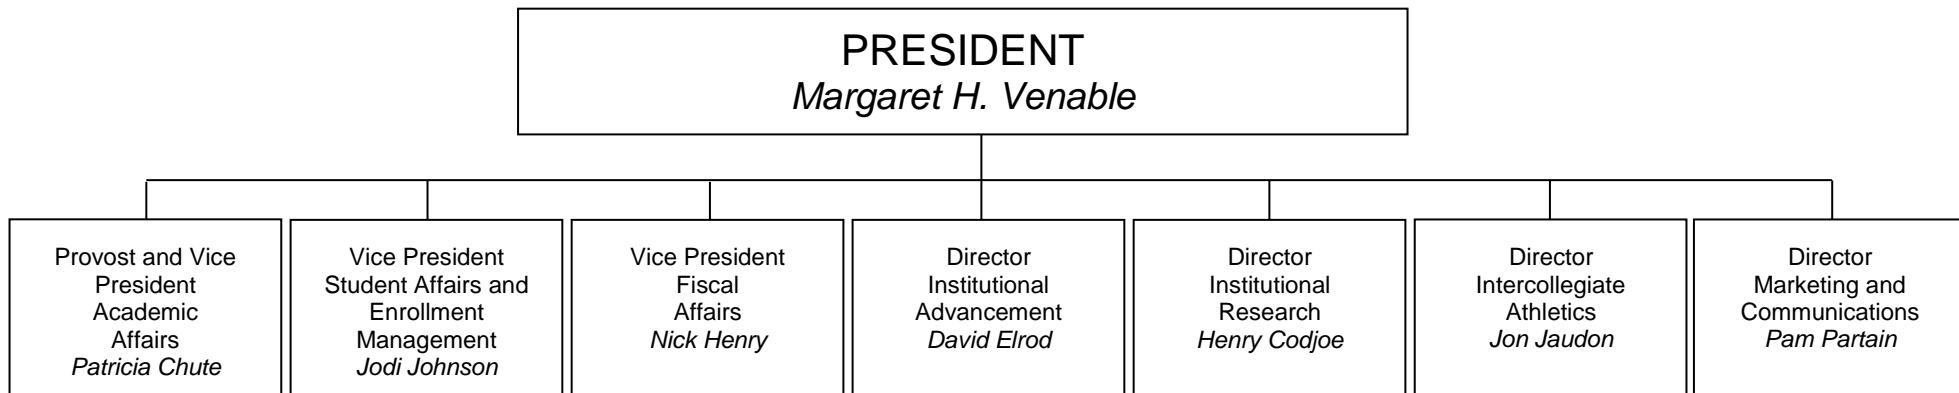 PRESIDENT
Margaret H. Venable
Provost and Vice
President
Academic
Affairs
Patricia Chute
Vice President
Student Affairs and
Enrollment
Management
Jodi Johnson
Vice President
Fiscal
Affairs
Nick Henry
Director
Institutional
Advancement
David Elrod
Director
Institutional
Research
Henry Codjoe
Director
Intercollegiate
Athletics
Jon Jaudon
Director
Marketing and
Communications
Pam Partain